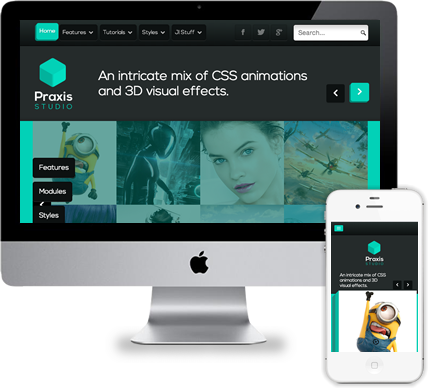 Home Features Tutorials Styles J! Stuff Search...
Praxis
STUDIO
An intricate mix of CSS animations
and 3D visual effects.
Features
Modules
Styles
Praxis
STUDIO
An intricate mix of CSS
animations and 3D
visual effects.